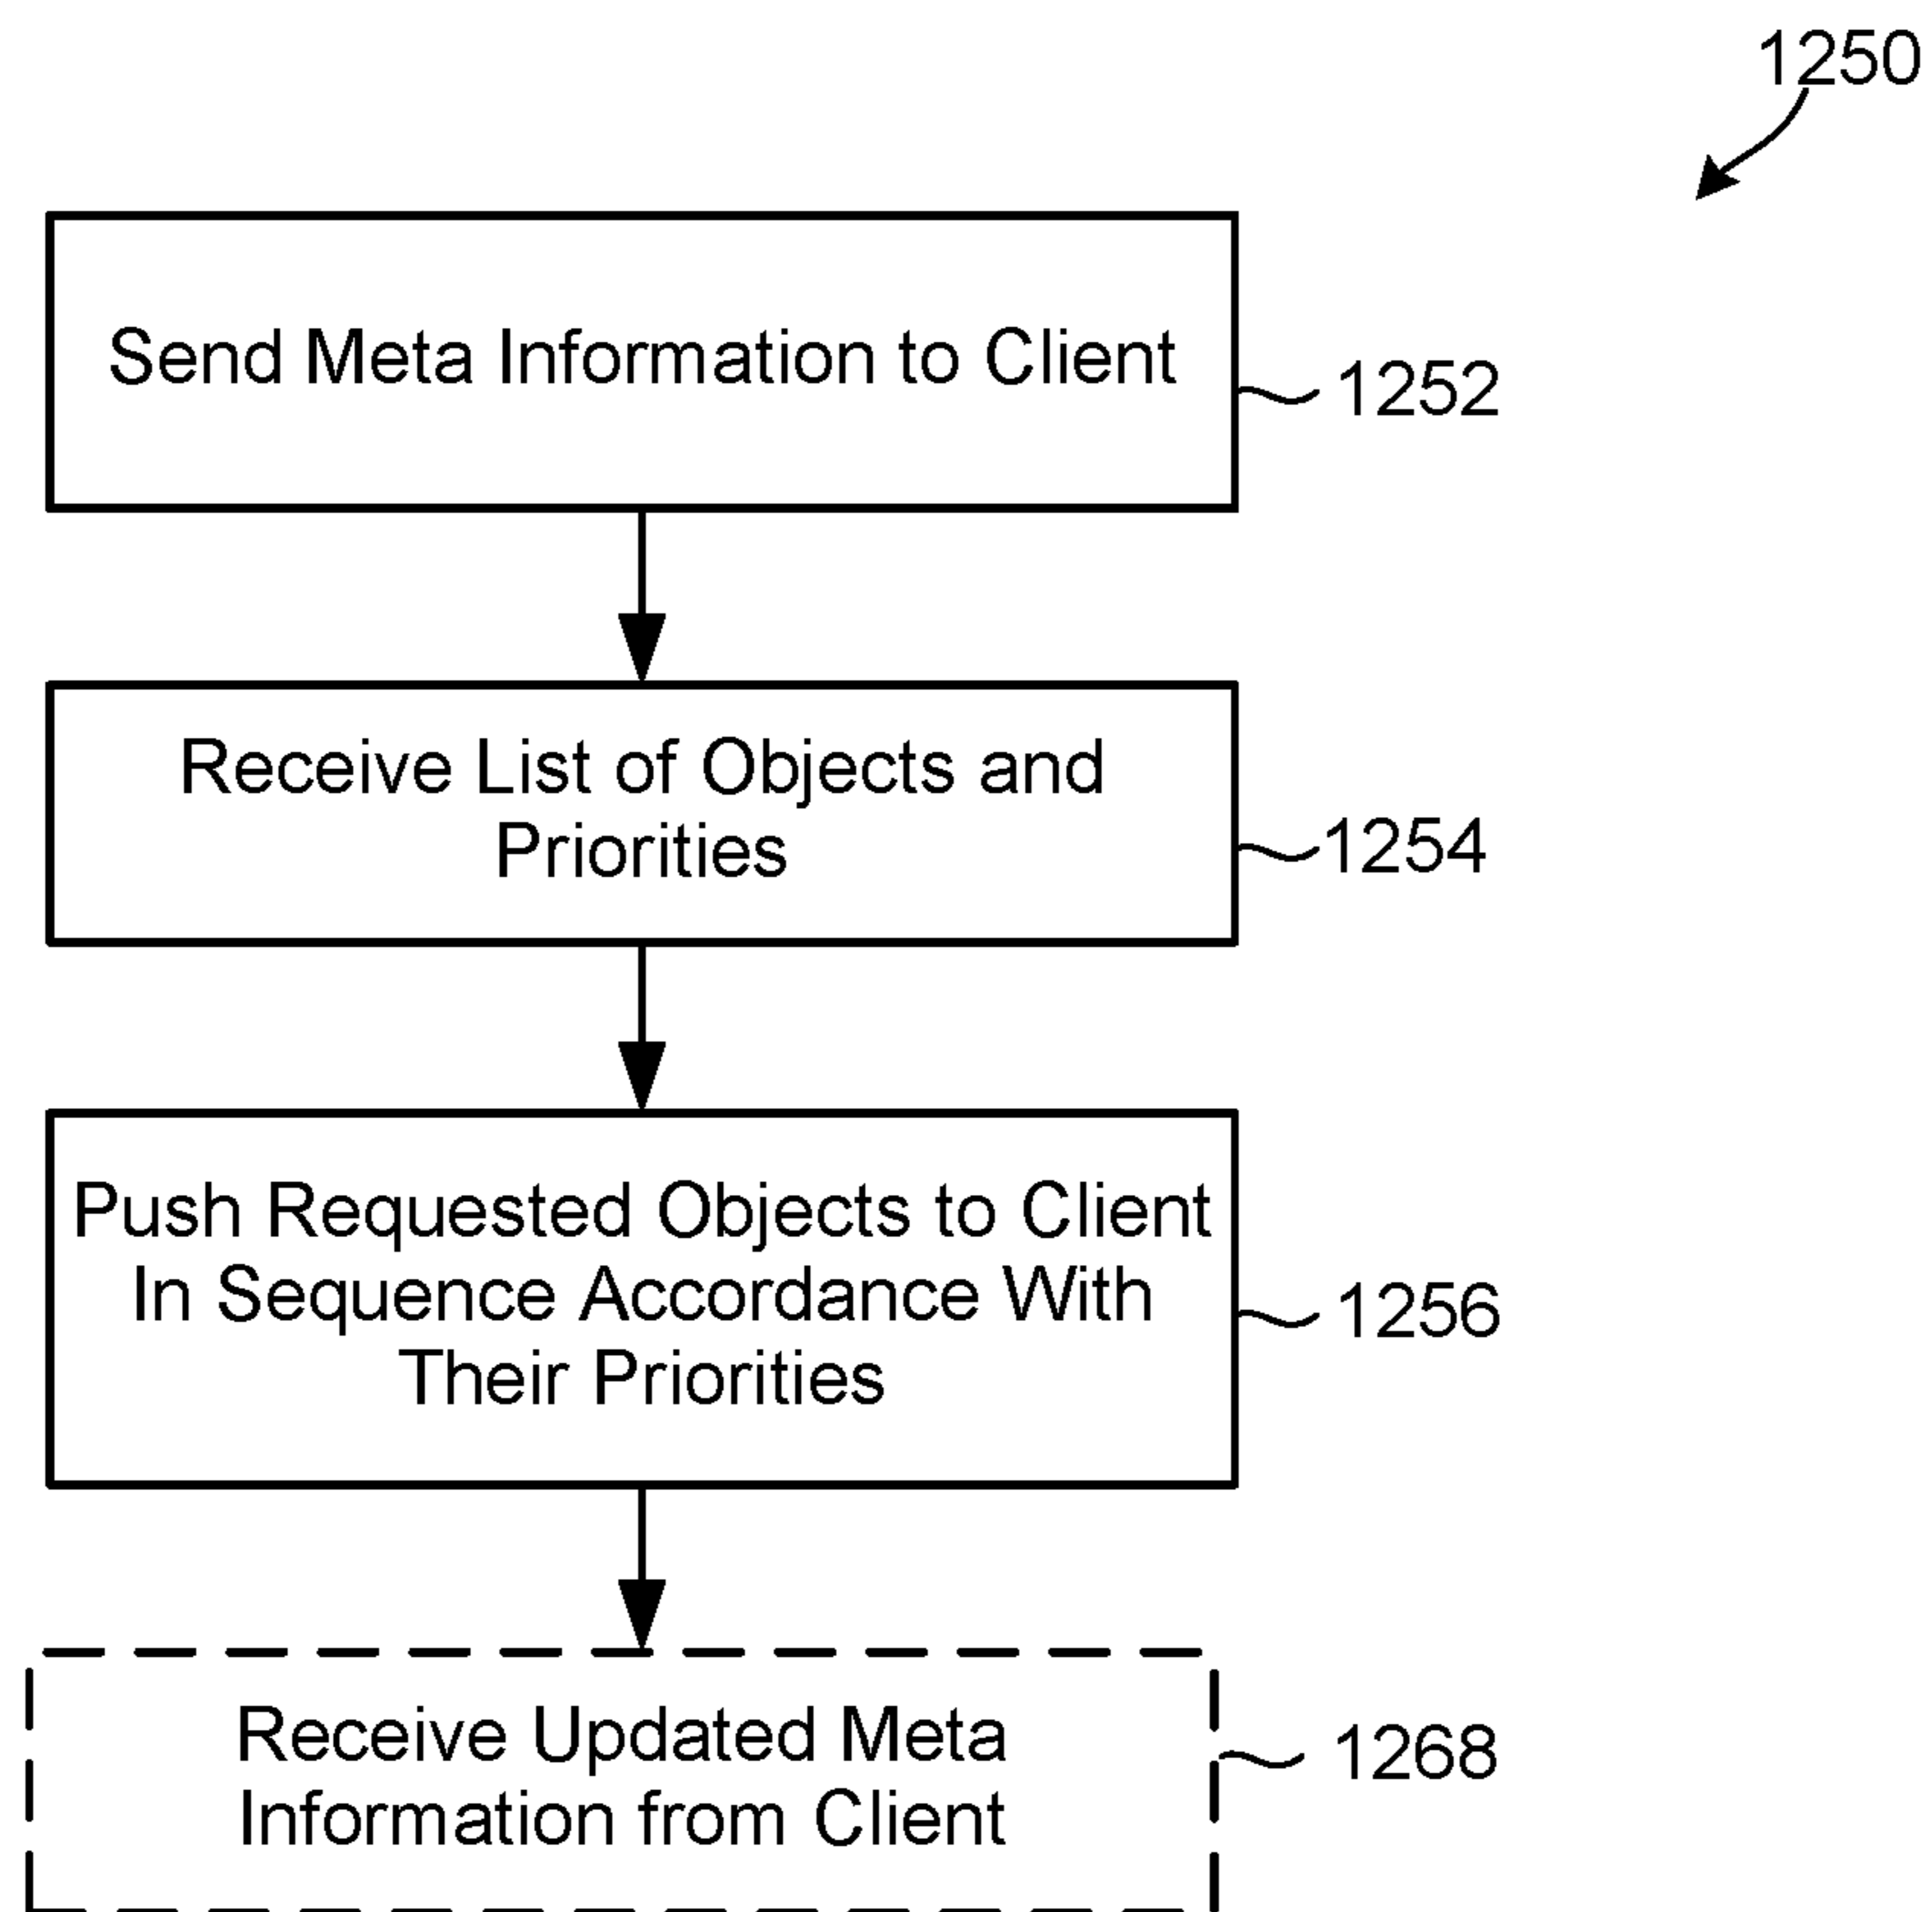 1250
Send Meta Information to Client
1252
Receive List of Objects and
Priorities
1254
Push Requested Objects to Client
In Sequence Accordance With
Their Priorities
1256
Receive Updated Meta
Information from Client
1268